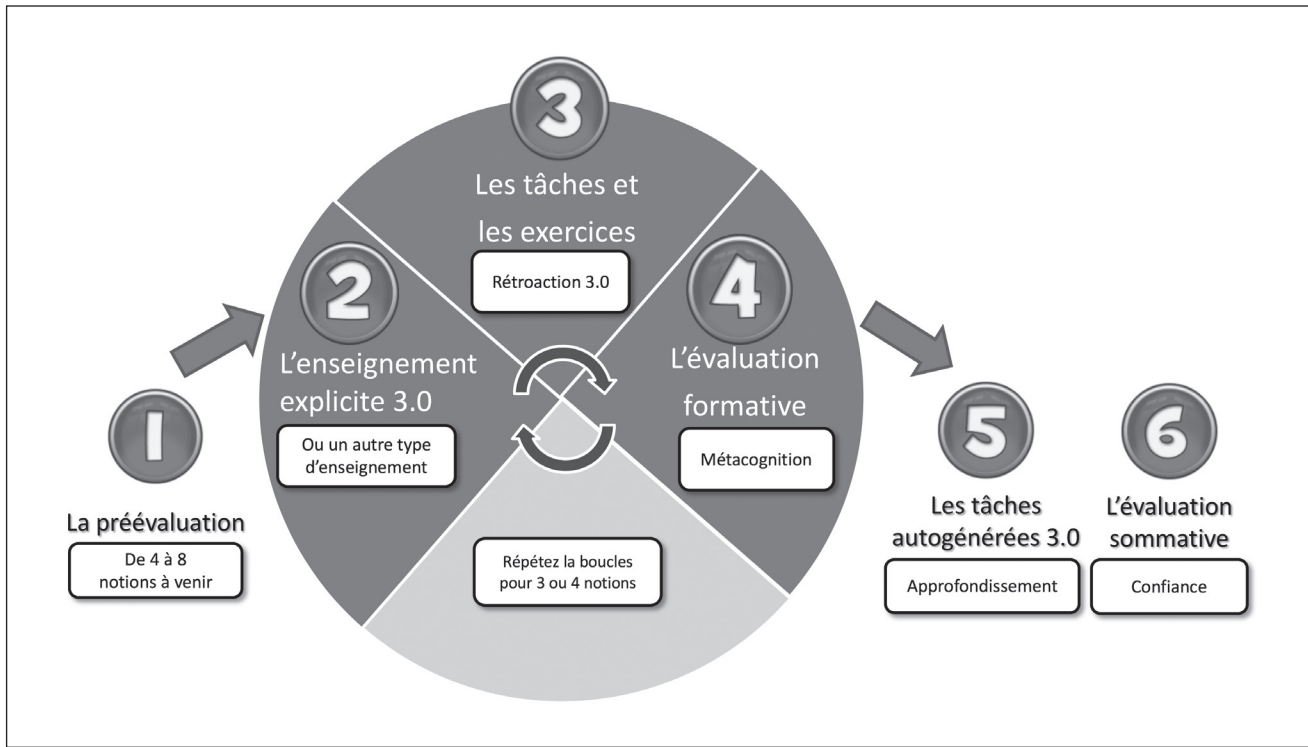 1
La préévaluation
De 4 à 8
notions à venir
2
L'enseignement
explicite 3.0
Ou un autre type
d'enseignement
3
Les tâches et
les exercices
Rétroaction 3.0
4
L'évaluation
formative
Métacognition
Répétez la boucles
pour 3 ou 4 notions
5
Les tâches
autogénérées 3.0
Approfondissement
6
L'évaluation
sommative
Confiance